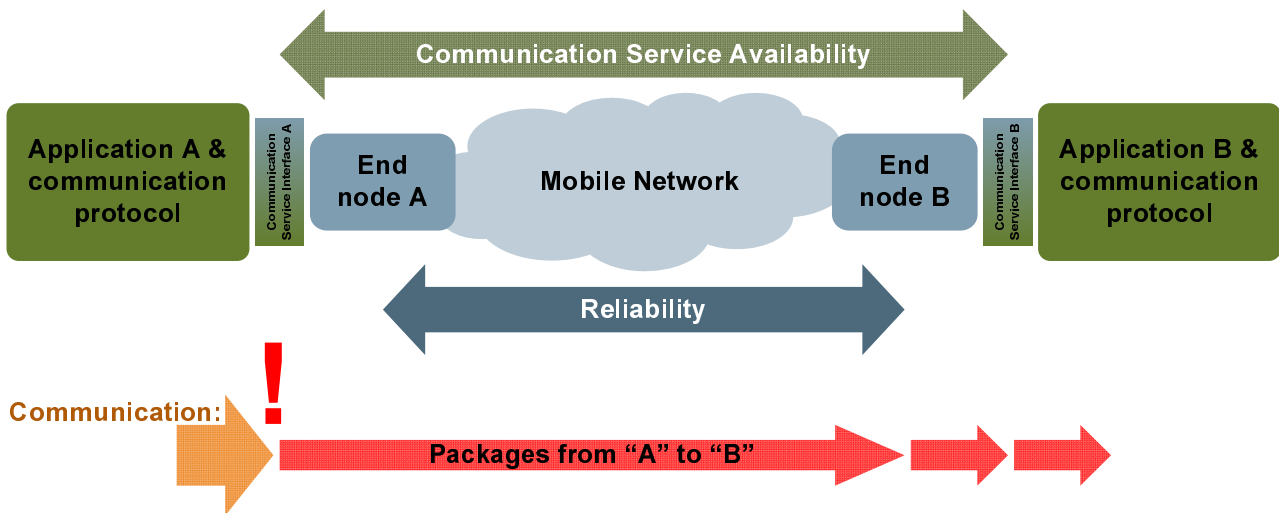 Communication Service Availability
Application A &
communication
protocol
Communication
Service Interface A
End
node A
Mobile Network
End
node B
Communication
Service Interface B
Application B &
communication
protocol
Reliability
!
Communication:
Packages from “A” to “B”